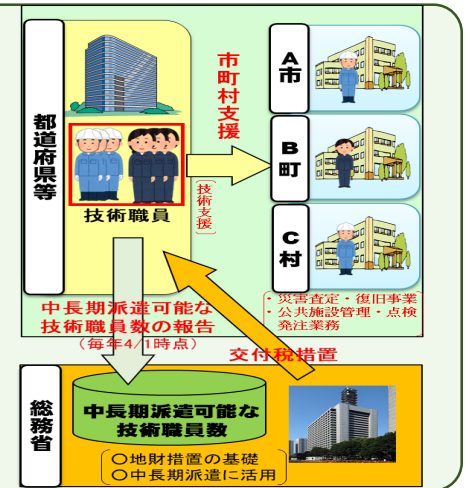 都道府県等
技術職員
市町村支援
〔技術支援〕
A市
B町
C村
・災害査定・復旧事業
・公共施設管理・点検
発注業務
中長期派遣可能な
技術職員数の報告
（毎年4/1時点）
交付税措置
総務省
中長期派遣可能な
技術職員数
〇地財措置の基礎
〇中長期派遣に活用